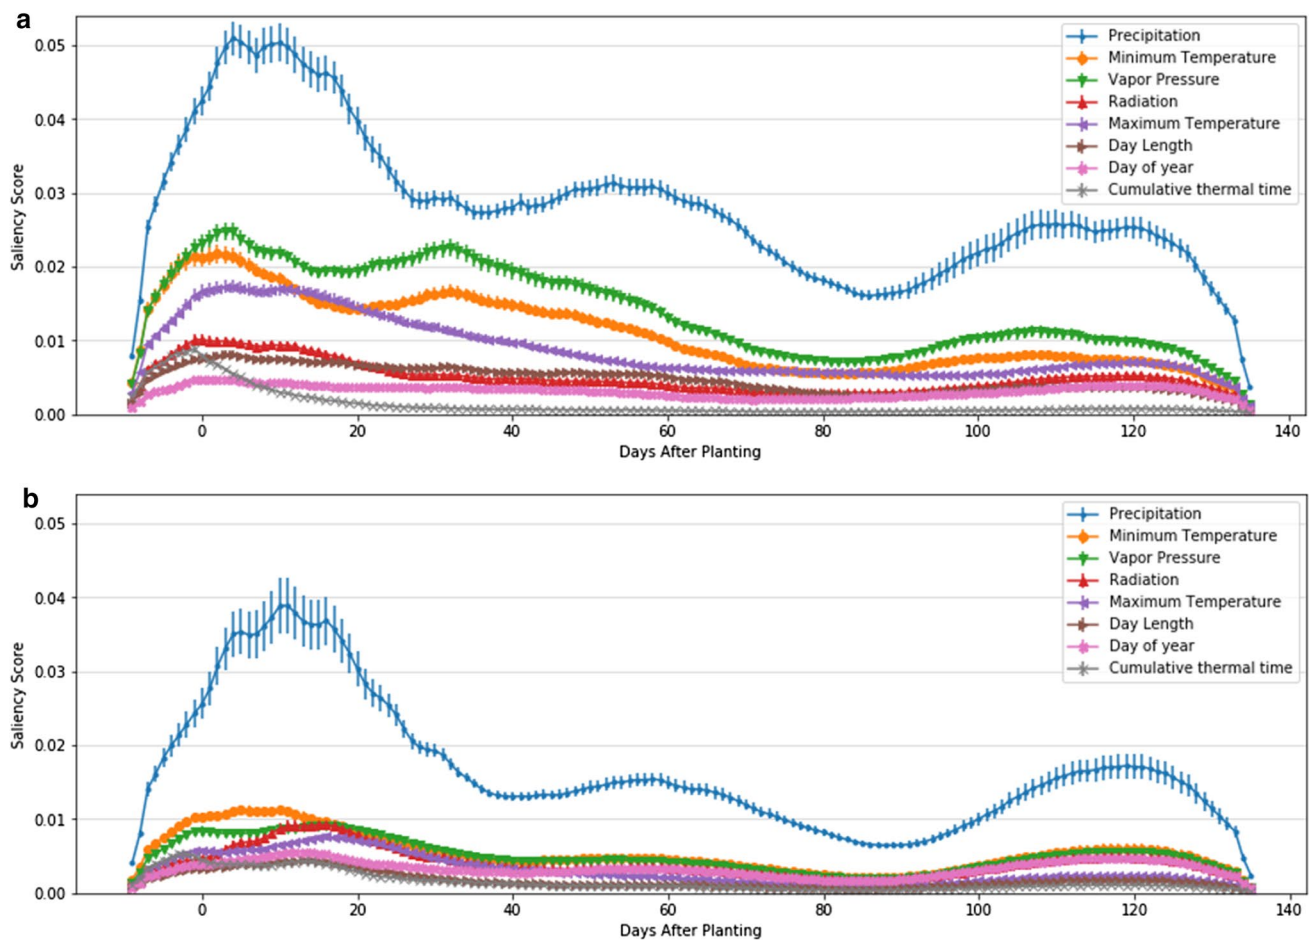 a
0.05
0.04
0.03
0.02
0.01
0.00
Saliency Score
Precipitation
Minimum Temperature
Vapor Pressure
Radiation
Maximum Temperature
Day Length
Day of year
Cumulative thermal time
0 20 40 60 80 100 120 140
Days After Planting
b
0.05
0.04
0.03
0.02
0.01
0.00
Saliency Score
Precipitation
Minimum Temperature
Vapor Pressure
Radiation
Maximum Temperature
Day Length
Day of year
Cumulative thermal time
0 20 40 60 80 100 120 140
Days After Planting